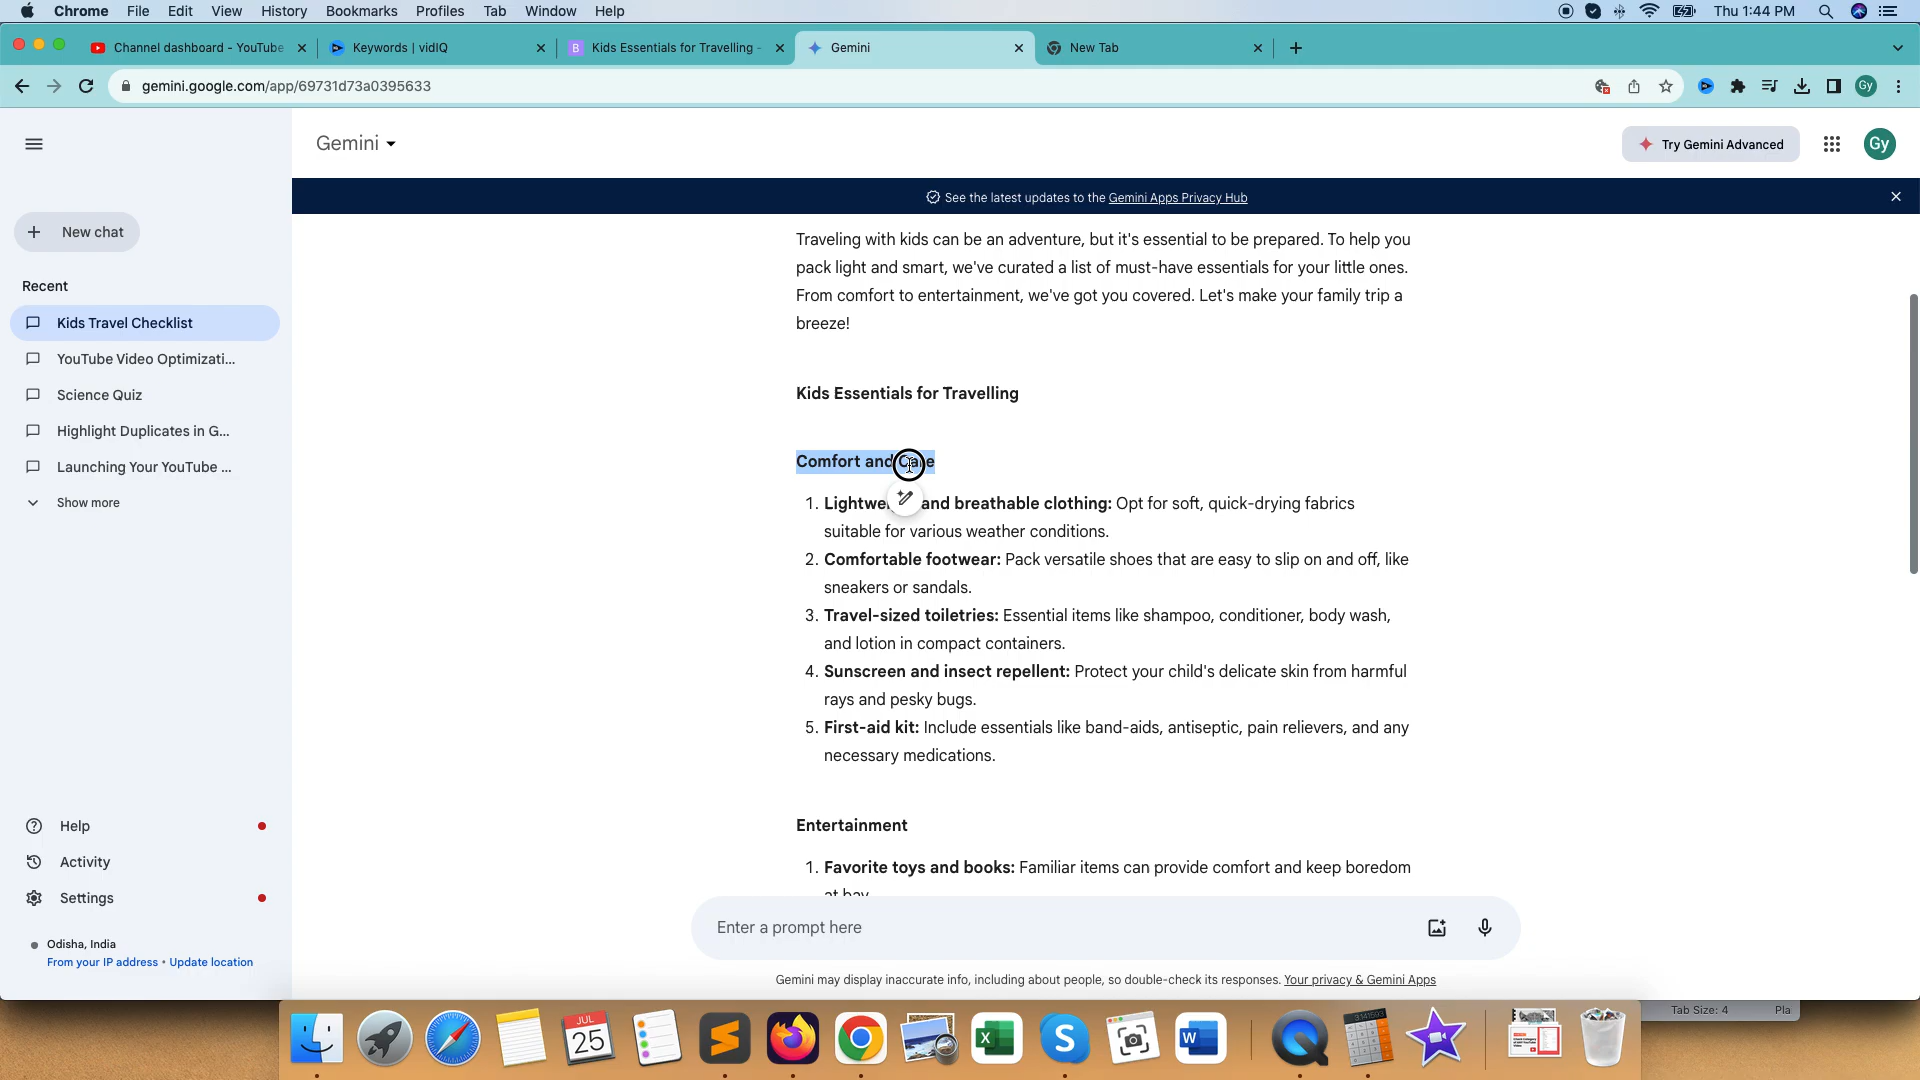 Chrome File Edit View History Bookmarks Profiles Tab Window Help Thu 1:44 PM
Channel dashboard - YouTube Keywords | vidIQ Kids Essentials for Travelling - Gemini New Tab
gemini.google.com/app/69731d73a0395633 Gy
Gemini Try Gemini Advanced Gy
See the latest updates to the Gemini Apps Privacy Hub
New chat
Recent
Kids Travel Checklist
YouTube Video Optimizati...
Science Quiz
Highlight Duplicates in G...
Launching Your YouTube ...
Show more
Help
Activity
Settings
Odisha, India
From your IP address • Update location
Traveling with kids can be an adventure, but it's essential to be prepared. To help you
pack light and smart, we've curated a list of must-have essentials for your little ones.
From comfort to entertainment, we've got you covered. Let's make your family trip a
breeze!
Kids Essentials for Travelling
Comfort and Care
1. Lightwe and breathable clothing: Opt for soft, quick-drying fabrics
suitable for various weather conditions.
2. Comfortable footwear: Pack versatile shoes that are easy to slip on and off, like
sneakers or sandals.
3. Travel-sized toiletries: Essential items like shampoo, conditioner, body wash,
and lotion in compact containers.
4. Sunscreen and insect repellent: Protect your child's delicate skin from harmful
rays and pesky bugs.
5. First-aid kit: Include essentials like band-aids, antiseptic, pain relievers, and any
necessary medications.
Entertainment
1. Favorite toys and books: Familiar items can provide comfort and keep boredom
at bay
Enter a prompt here
Gemini may display inaccurate info, including about people, so double-check its responses. Your privacy & Gemini Apps
Tab Size: 4 Pla
JUL
25